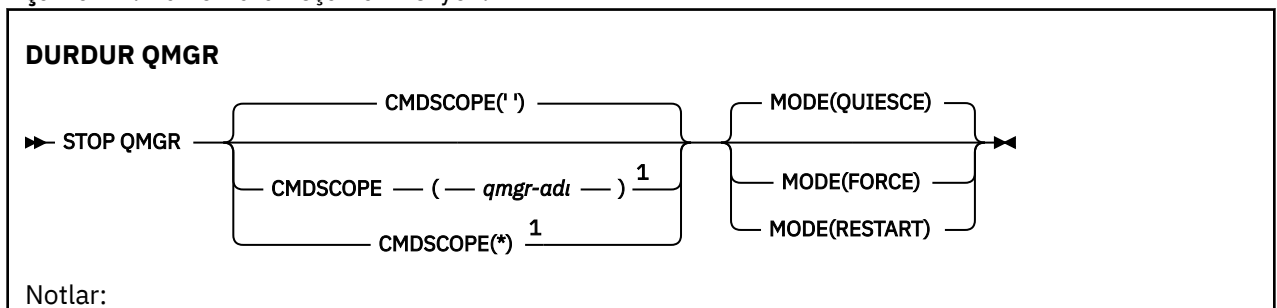 DURDUR QMGR
CMDSCOPE(' ')
MODE(QUIESCE)
STOP QMGR
CMDSCOPE ( qmgr-adı ) 1
MODE(FORCE)
CMDSCOPE(*) 1
MODE(RESTART)
Notlar: